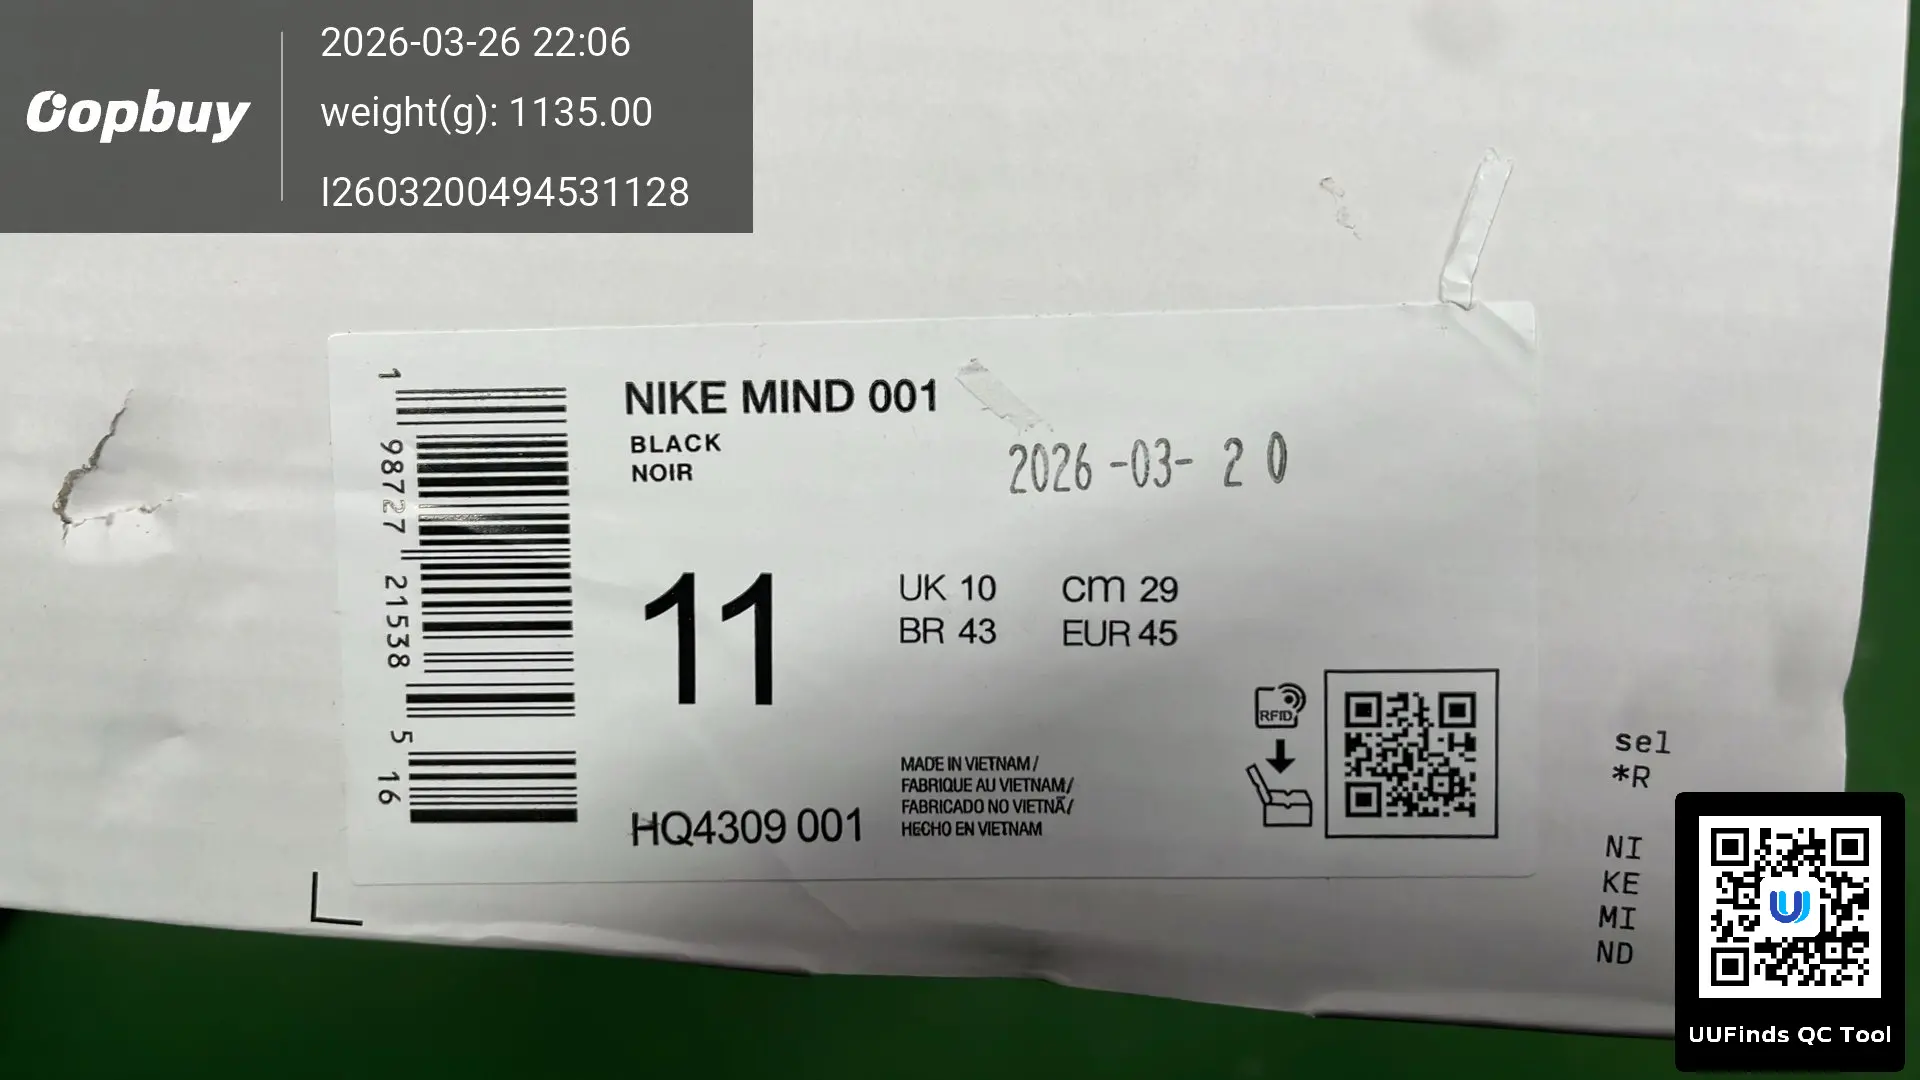 Oopbuy
2026-03-26 22:06
weight(g): 1135.00
I2603200494531128
NIKE MIND 001
BLACK
NOIR
2026-03-20
1 98727 21538 5 16
11
UK 10 cm 29
BR 43 EUR 45
HQ4309 001
MADE IN VIETNAM/
FABRIQUE AU VIETNAM/
FABRICADO NO VIETNÃ/
HECHO EN VIETNAM
RFID
sel
*R
NI
KE
MI
ND
UUFinds QC Tool